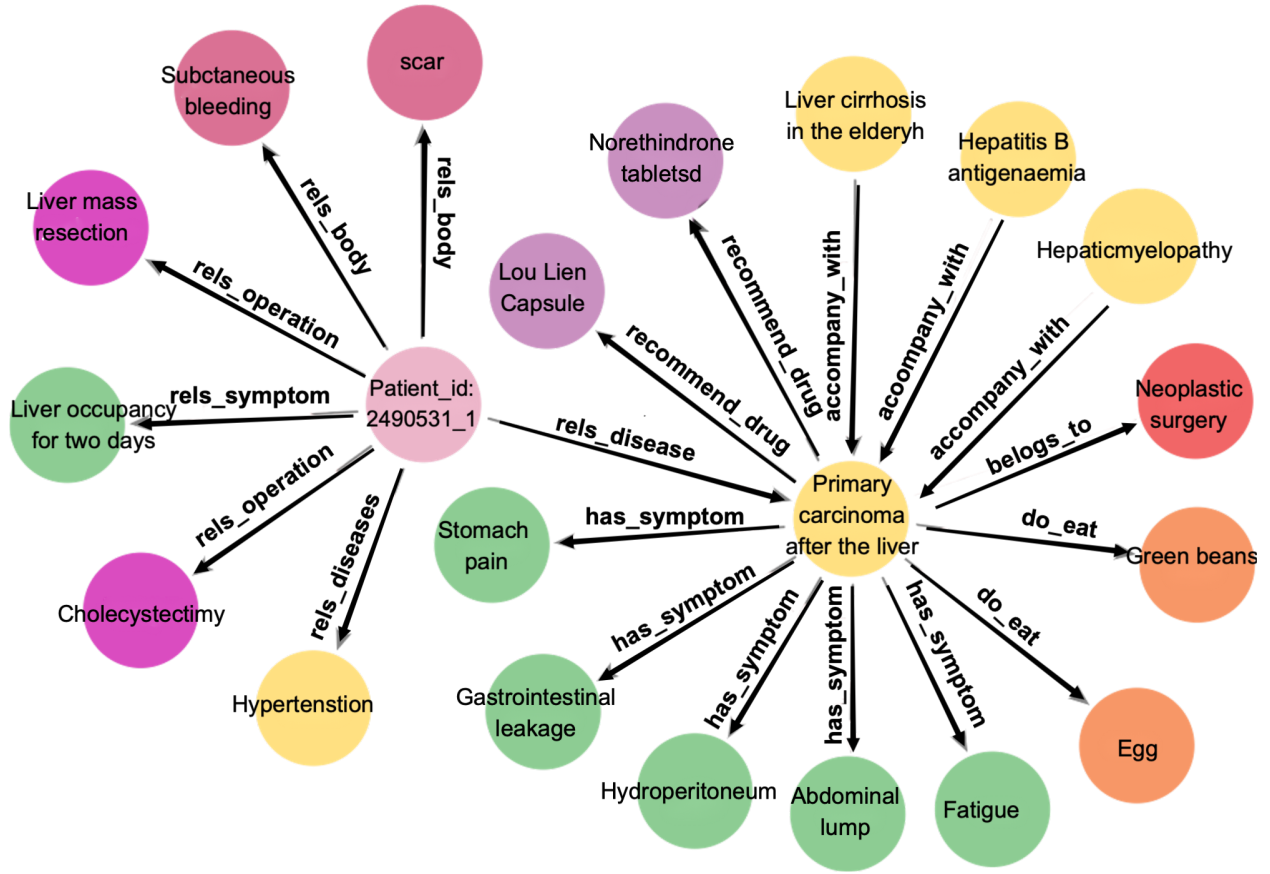 Subctaneous
bleeding
scar
Liver mass
resection
Liver occupancy
for two days
Cholecystectimy
Hypertenstion
Patient_id:
2490531_1
rels_body
rels_body
rels_operation
rels_symptom
rels_operation
rels_diseases
rels_disease
Norethindrone
tabletsd
Lou Lien
Capsule
Liver cirrhosis
in the elderyh
Hepatitis B
antigenaemia
Hepaticmyelopathy
Neoplastic
surgery
Green beans
Egg
Primary
carcinoma
after the liver
Stomach
pain
Gastrointestinal
leakage
Hydroperitoneum
Abdominal
lump
Fatigue
recommend_drug
recommend_drug
accompany_with
acoompany_with
accompany_with
belogs_to
do_eat
do_eat
has_symptom
has_symptom
has_symptom
has_symptom
has_symptom